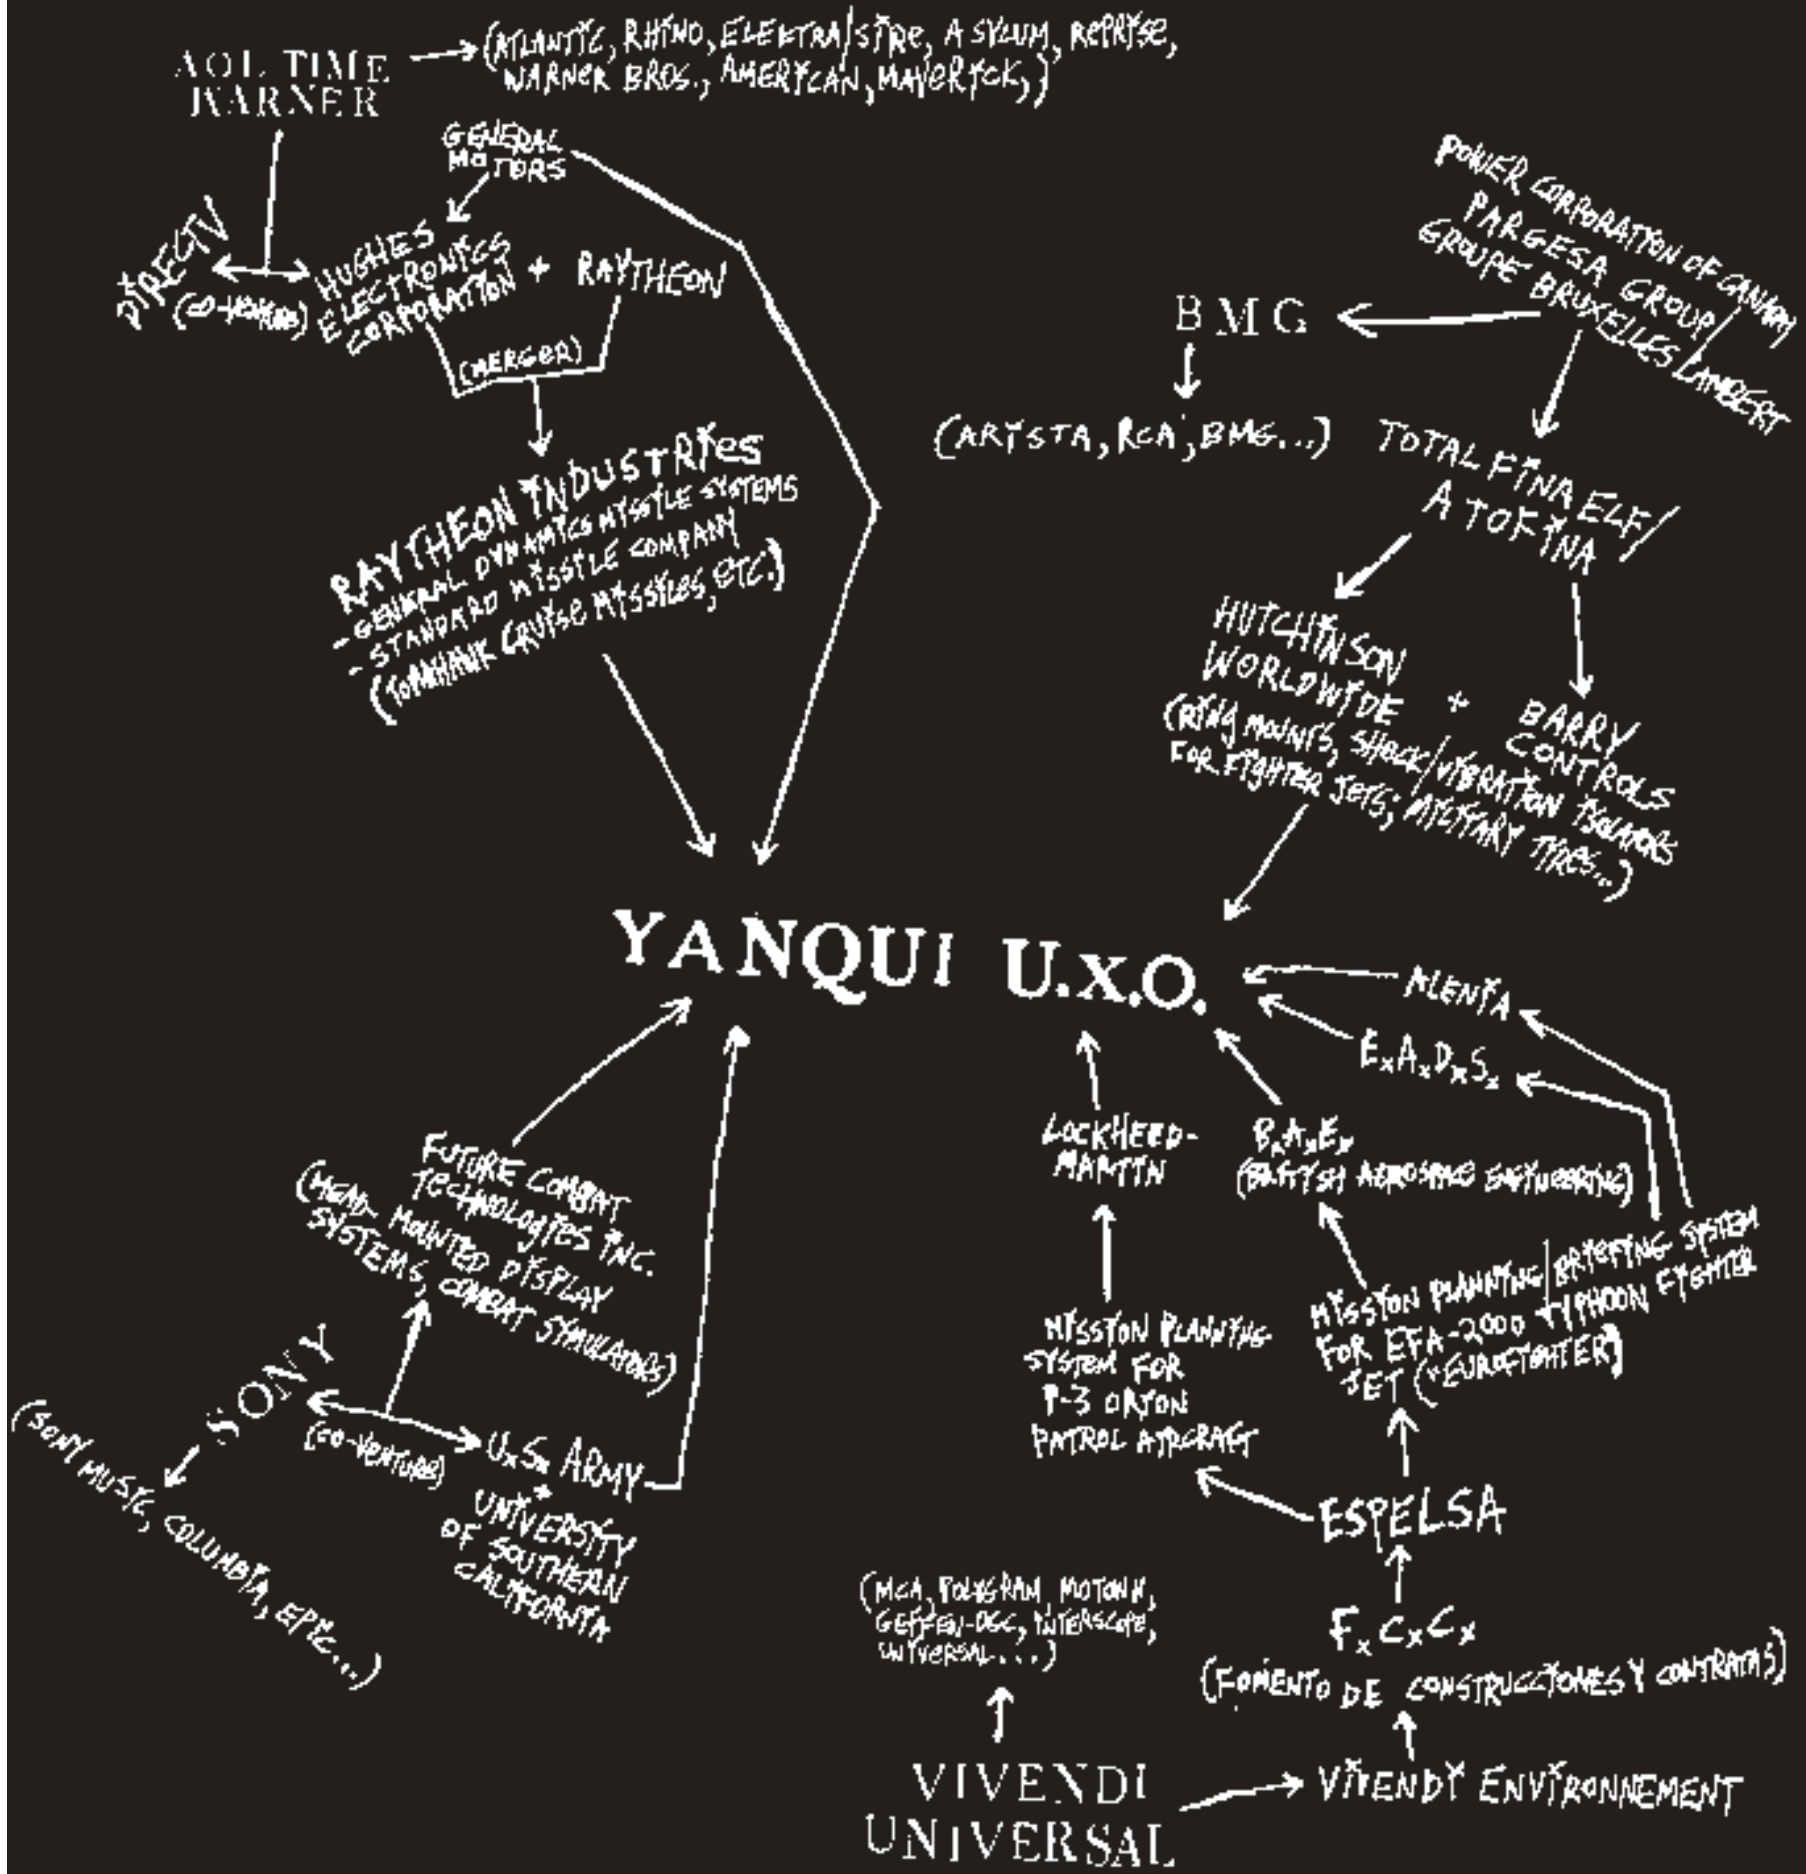 AOL TIME
WARNER
(ATLANTIC, RHINO, ELEKTRA/SIRE, ASYLUM, REPRISE,
WARNER BROS., AMERICAN, MAVERICK,)
GENERAL
MOTORS
DIRECTV
(CO-VENTURE)
HUGHES
ELECTRONICS
CORPORATION
+ RAYTHEON
(MERGER)
RAYTHEON INDUSTRIES
- GENERAL DYNAMICS MISSILE SYSTEMS
- STANDARD MISSILE COMPANY
(TOMAHAWK CRUISE MISSILES, ETC.)
POWER CORPORATION OF CANADA
PARGESA GROUP/
GROUPE BRUXELLES LAMBERT
BMG
(ARISTA, RCA, BMG...)
TOTAL FINA ELF/
ATOFINA
HUTCHINSON
WORLDWIDE
+
BARRY
CONTROLS
(RING MOUNTS, SHOCK/VIBRATION ISOLATORS
FOR FIGHTER JETS; MILITARY TIRES...)
YANQUI U.X.O.
ALENIA
E.A.D.S.
LOCKHEED-
MARTIN
B.A.E.
(BRITISH AEROSPACE ENGINEERING)
FUTURE COMBAT
TECHNOLOGIES INC.
(HEAD-MOUNTED DISPLAY
SYSTEMS, COMBAT SIMULATORS)
MISSION PLANNING
SYSTEM FOR
P-3 ORION
PATROL AIRCRAFT
MISSION PLANNING/BRIEFING SYSTEM
FOR EFA-2000 TYPHOON FIGHTER
JET ("EUROFIGHTER)
SONY
(CO-VENTURE)
U.S. ARMY
+
UNIVERSITY
OF SOUTHERN
CALIFORNIA
(SONY MUSIC, COLUMBIA, EPIC...)
ESPELSA
F.C.C.
(FOMENTO DE CONSTRUCCIONES Y CONTRATAS)
(MCA, POLYGRAM, MOTOWN,
GEFFEN-DGC, INTERSCOPE,
UNIVERSAL...)
VIVENDI
UNIVERSAL
VIVENDI ENVIRONNEMENT